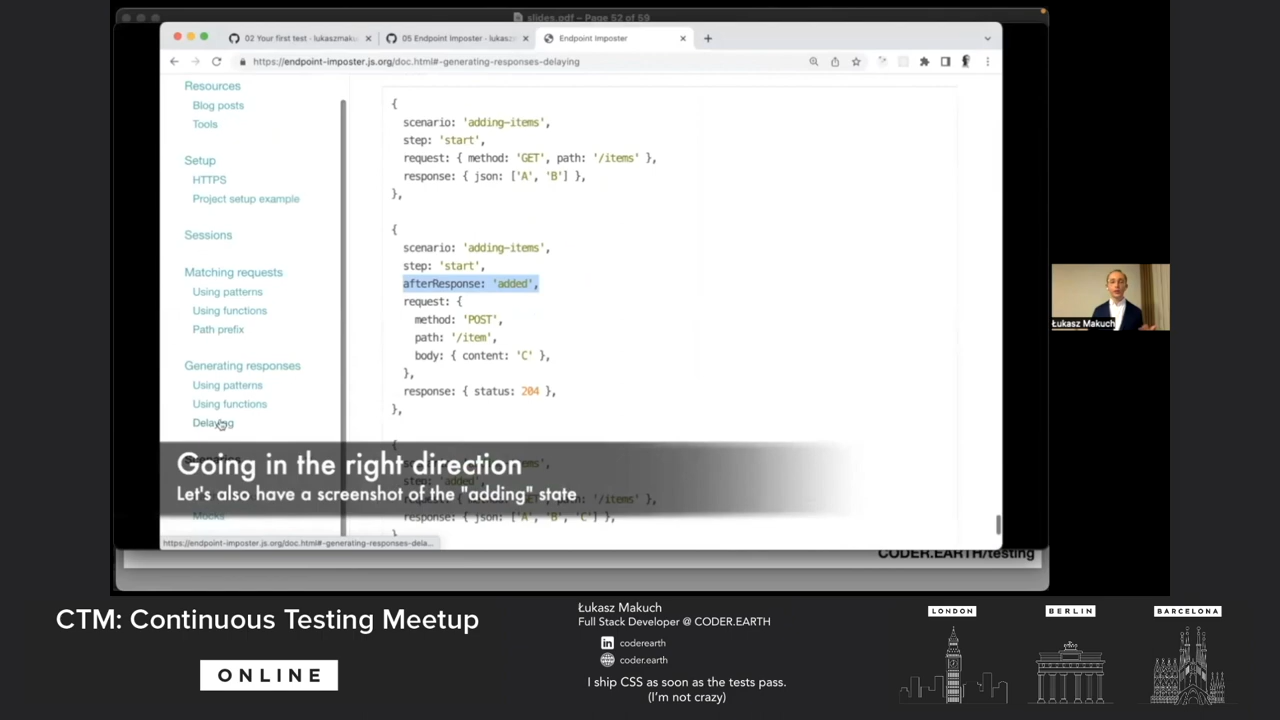 slides.pdf – Page 52 of 59
02 Your first test - lukaszmaku
05 Endpoint Imposter - lukasz
Endpoint Imposter
https://endpoint-imposter.js.org/doc.html#-generating-responses-delaying
Resources
Blog posts
Tools
Setup
HTTPS
Project setup example
Sessions
Matching requests
Using patterns
Using functions
Path prefix
Generating responses
Using patterns
Using functions
Delaying
Scenarios
Mocks
{
scenario: 'adding-items',
step: 'start',
request: { method: 'GET', path: '/items' },
response: { json: ['A', 'B'] },
},
{
scenario: 'adding-items',
step: 'start',
afterResponse: 'added',
request: {
method: 'POST',
path: '/item',
body: { content: 'C' },
},
response: { status: 204 },
},
{
step: 'added',
'/items' },
response: { json: ['A', 'B', 'C'] },
Going in the right direction
Let's also have a screenshot of the "adding" state
https://endpoint-imposter.js.org/doc.html#-generating-responses-dela...
CODER.EARTH/testing
Łukasz Makuch
CTM: Continuous Testing Meetup
ONLINE
Łukasz Makuch
Full Stack Developer @ CODER.EARTH
in coderearth
coder.earth
I ship CSS as soon as the tests pass.
(I'm not crazy)
LONDON
BERLIN
BARCELONA